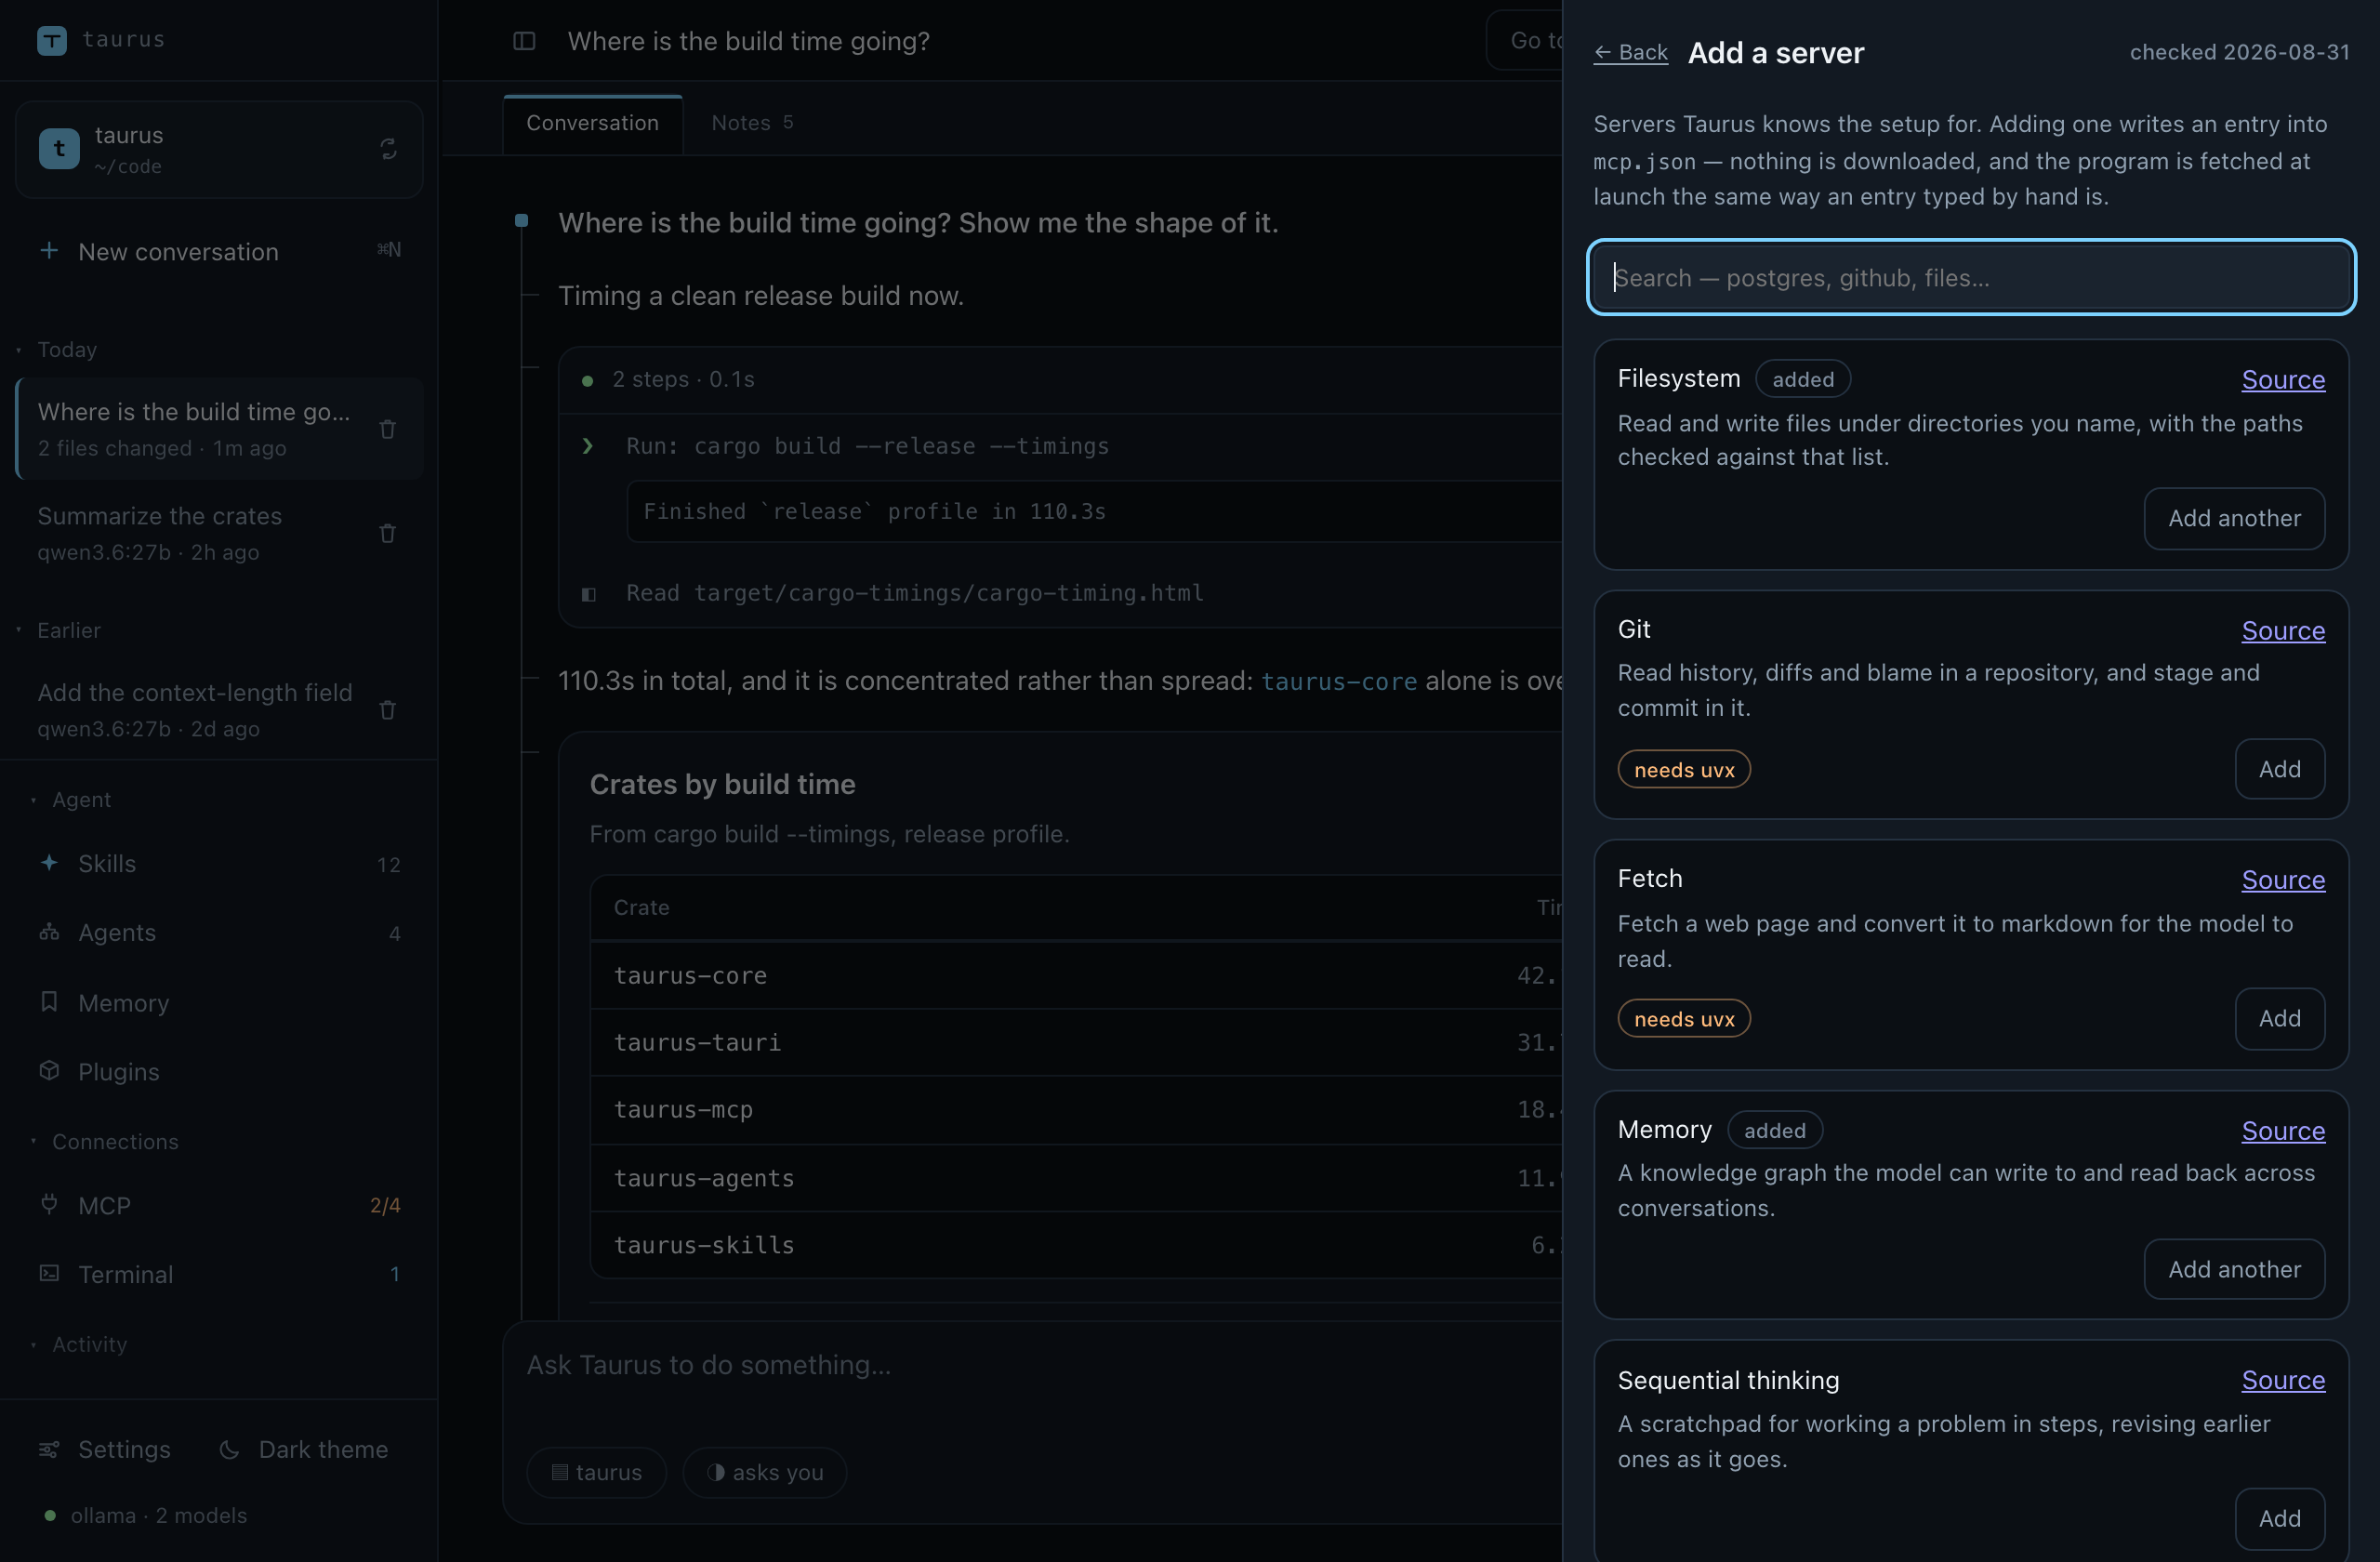 taurus
t
taurus
~/code
New conversation ⌘N
Today
Where is the build time go...
2 files changed · 1m ago
Summarize the crates
qwen3.6:27b · 2h ago
Earlier
Add the context-length field
qwen3.6:27b · 2d ago
Agent
Skills 12
Agents 4
Memory
Plugins
Connections
MCP 2/4
Terminal 1
Activity
Settings Dark theme
ollama · 2 models
Where is the build time going?
Go to
Conversation Notes 5
Where is the build time going? Show me the shape of it.
Timing a clean release build now.
2 steps · 0.1s
Run: cargo build --release --timings
Finished `release` profile in 110.3s
Read target/cargo-timings/cargo-timing.html
110.3s in total, and it is concentrated rather than spread: taurus-core alone is
Crates by build time
From cargo build --timings, release profile.
Crate
taurus-core 42.
taurus-tauri 31.
taurus-mcp 18.
taurus-agents 11.
taurus-skills 6.
Ask Taurus to do something...
taurus asks you
← Back Add a server checked 2026-08-31
Servers Taurus knows the setup for. Adding one writes an entry into
mcp.json — nothing is downloaded, and the program is fetched at
launch the same way an entry typed by hand is.
Search — postgres, github, files...
Filesystem added Source
Read and write files under directories you name, with the paths
checked against that list.
Add another
Git Source
Read history, diffs and blame in a repository, and stage and
commit in it.
needs uvx Add
Fetch Source
Fetch a web page and convert it to markdown for the model to
read.
needs uvx Add
Memory added Source
A knowledge graph the model can write to and read back across
conversations.
Add another
Sequential thinking Source
A scratchpad for working a problem in steps, revising earlier
ones as it goes.
Add